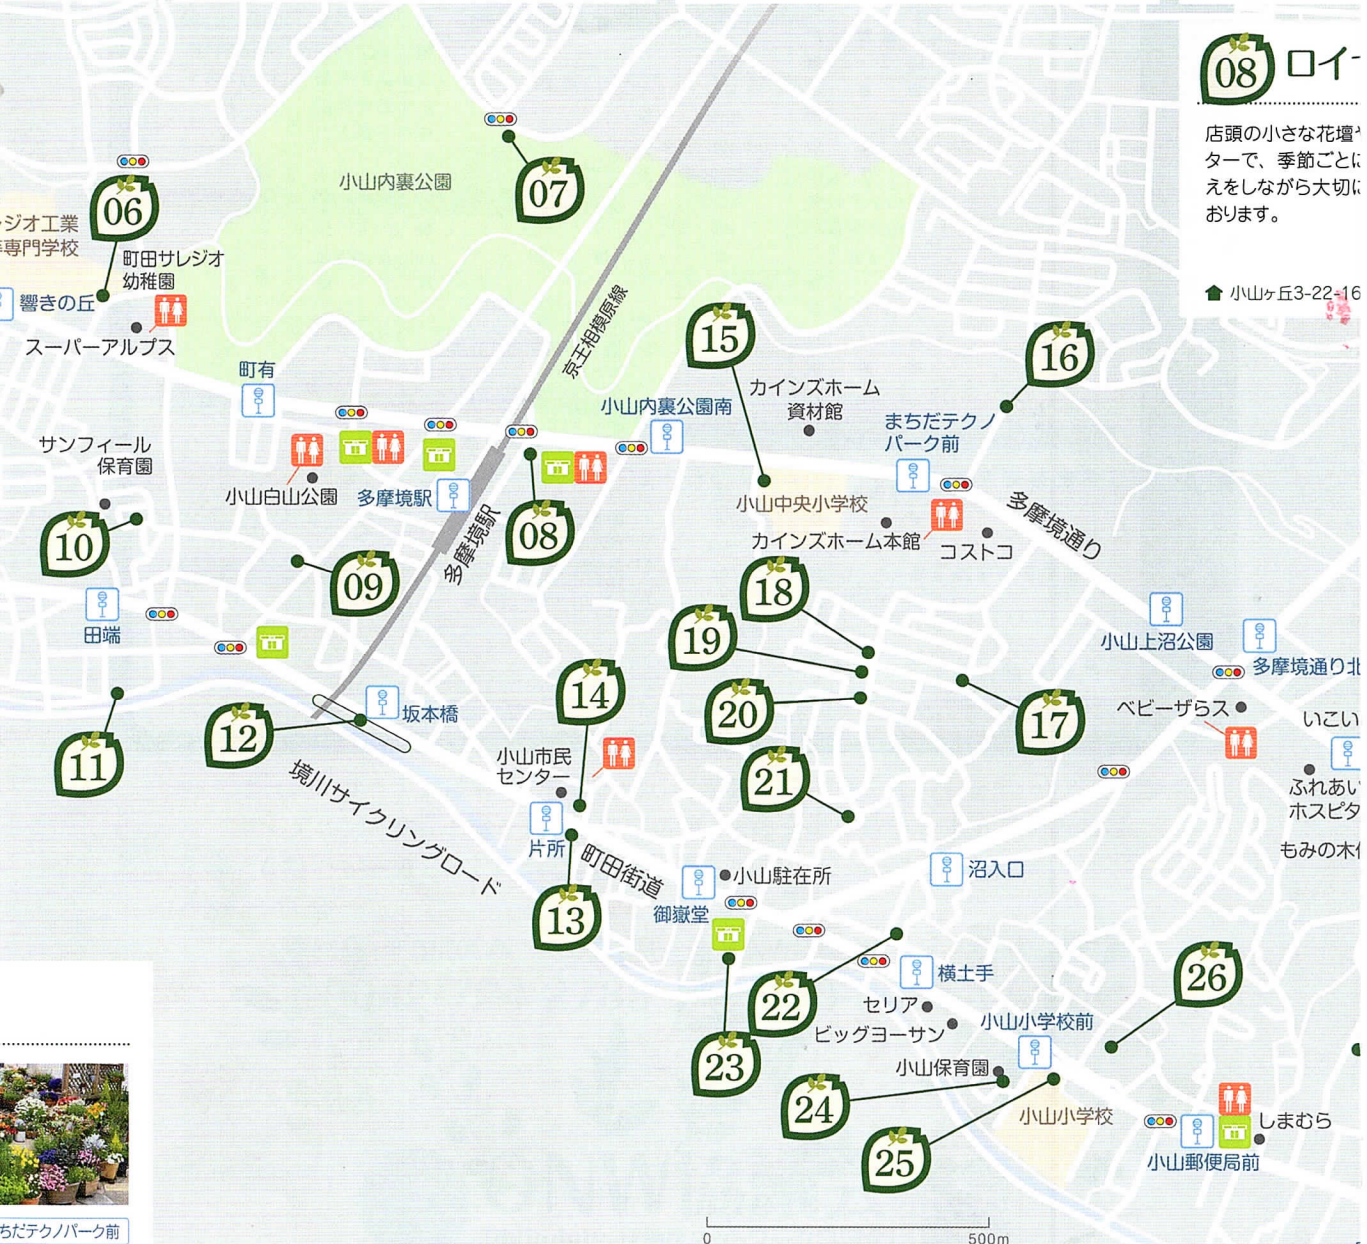 08 ロイ
店頭の小さな花壇
ターで、季節ごとに
えをしながら大切に
おります。
小山ヶ丘3-22-16
07
小山内裏公園
06
ジオ工業
専門学校
町田サレジオ
幼稚園
響きの丘
スーパーアルプス
京王相模原線
15
16
町有
カインズホーム
資材館
小山内裏公園南
まちだテクノ
パーク前
サンフィール
保育園
小山白山公園
多摩境駅
多摩境駅
小山中央小学校
カインズホーム本館
コストコ
多摩境通り
10
08
09
18
19
田端
小山上沼公園
多摩境通り北
14
20
17
ベビーザらス
いこい
坂本橋
12
11
小山市民
センター
21
ふれあい
ホスピタ
境川サイクリングロード
片所
町田街道
もみの木
小山駐在所
沼入口
13
御嶽堂
22
横土手
26
セリア
ビッグヨーサン
小山小学校前
23
小山保育園
24
小山小学校
しまむら
25
小山郵便局前
ちだテクノパーク前
0
500m